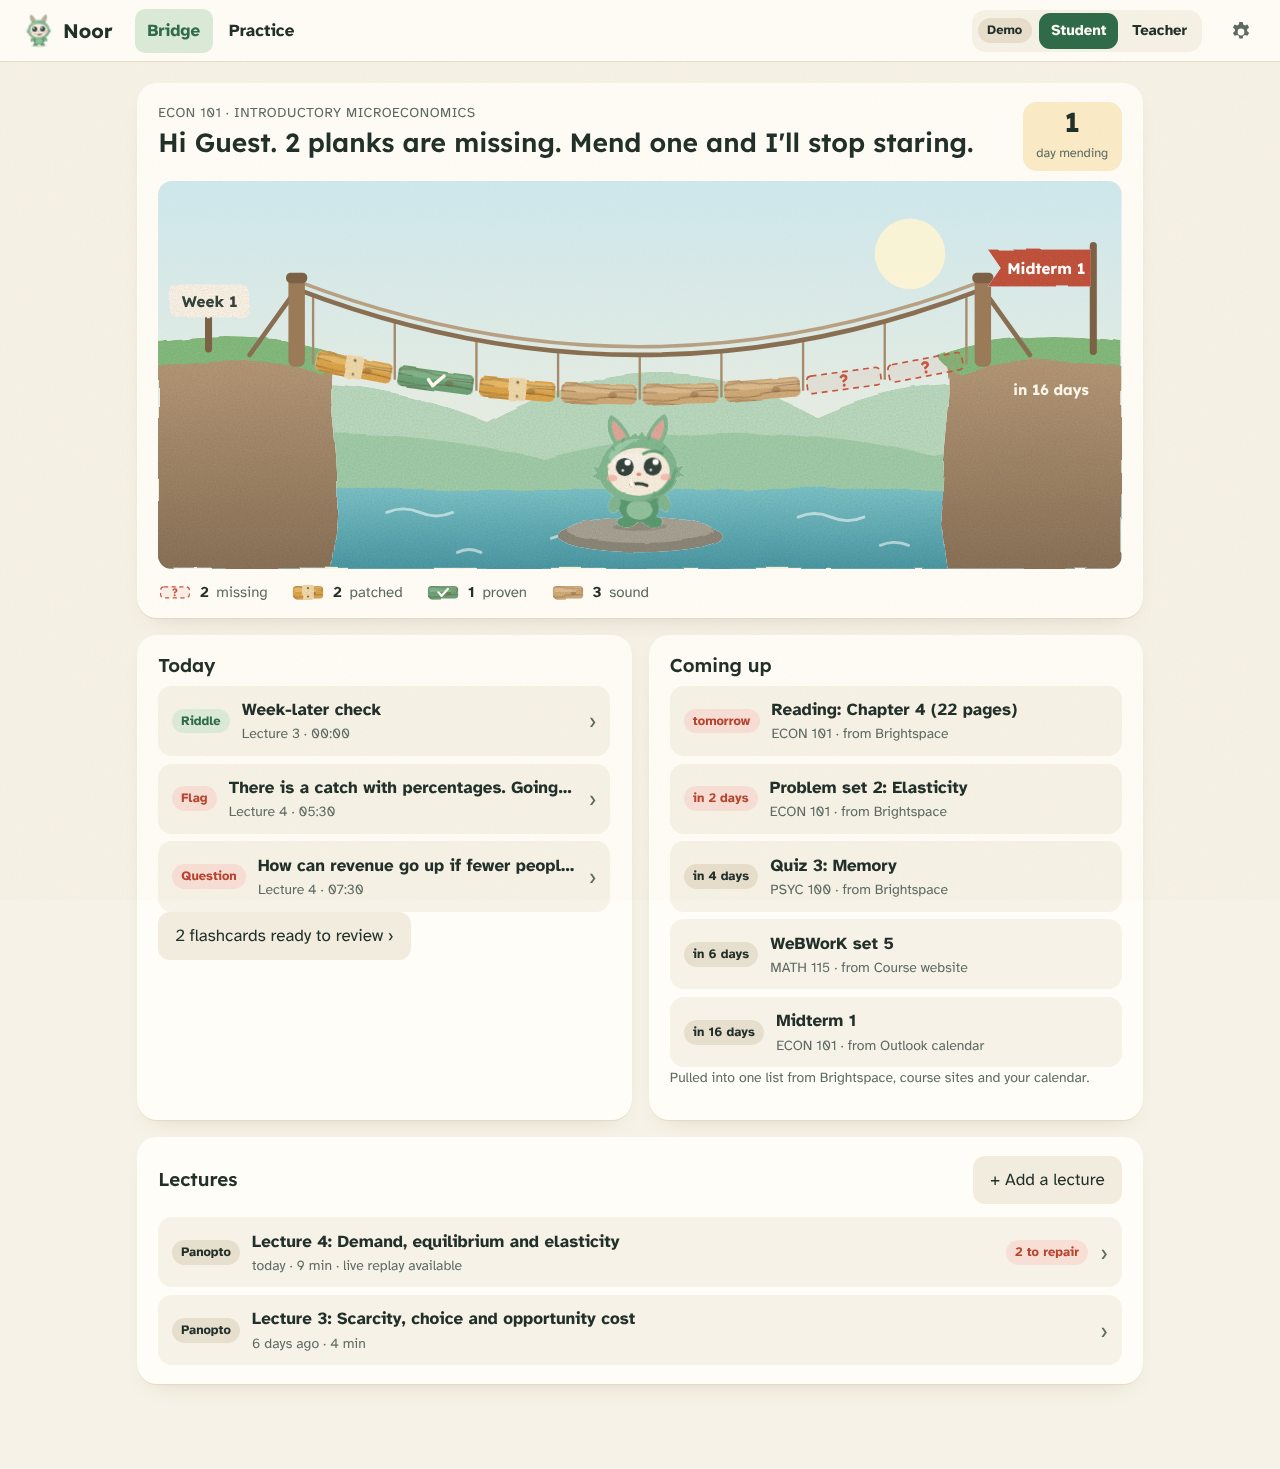 Noor
Bridge
Practice
Demo
Student
Teacher
ECON 101 · INTRODUCTORY MICROECONOMICS
Hi Guest. 2 planks are missing. Mend one and I'll stop staring.
1
day mending
Week 1
Midterm 1
in 16 days
?
?
? 2 missing
2 patched
1 proven
3 sound
Today
Riddle
Week-later check
Lecture 3 · 00:00
Flag
There is a catch with percentages. Going...
Lecture 4 · 05:30
Question
How can revenue go up if fewer peopl...
Lecture 4 · 07:30
2 flashcards ready to review ›
Coming up
tomorrow
Reading: Chapter 4 (22 pages)
ECON 101 · from Brightspace
in 2 days
Problem set 2: Elasticity
ECON 101 · from Brightspace
in 4 days
Quiz 3: Memory
PSYC 100 · from Brightspace
in 6 days
WeBWorK set 5
MATH 115 · from Course website
in 16 days
Midterm 1
ECON 101 · from Outlook calendar
Pulled into one list from Brightspace, course sites and your calendar.
Lectures
+ Add a lecture
Panopto
Lecture 4: Demand, equilibrium and elasticity
today · 9 min · live replay available
2 to repair
Panopto
Lecture 3: Scarcity, choice and opportunity cost
6 days ago · 4 min